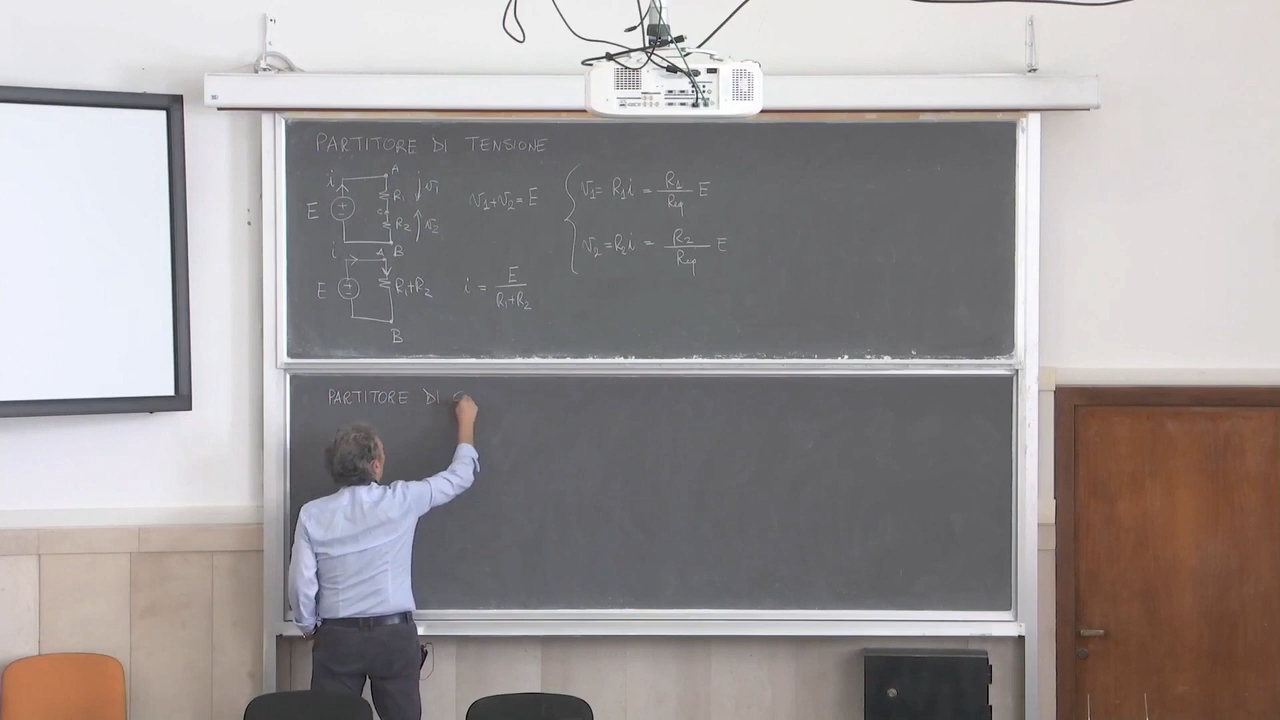 PARTITORE DI TENSIONE
i A
E ± R₁ v₁
C
R₂ v₂
B
v₁+v₂=E
{ v₁= R₁i = R₁/Req E
v₂=R₂i = R₂/Req E
i A
E ± R₁+R₂
B
i = E/R₁+R₂
PARTITORE DI C